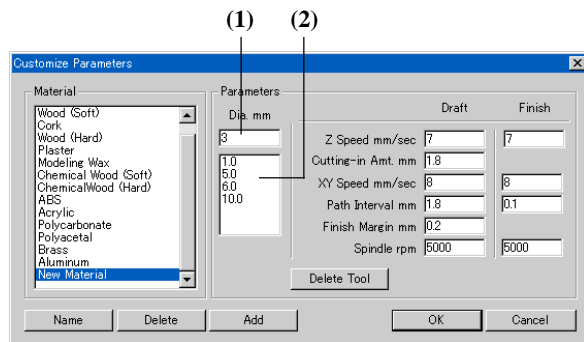 (1) (2)
Customize Parameters
Material
Wood (Soft)
Cork
Wood (Hard)
Plaster
Modeling Wax
Chemical Wood (Soft)
ChemicalWood (Hard)
ABS
Acrylic
Polycarbonate
Polyacetal
Brass
Aluminum
New Material
Parameters
Dia. mm
3
1.0
5.0
6.0
10.0
Draft Finish
Z Speed mm/sec 7 7
Cutting-in Amt. mm 1.8
XY Speed mm/sec 8 8
Path Interval mm 1.8 0.1
Finish Margin mm 0.2
Spindle rpm 5000 5000
Delete Tool
Name Delete Add OK Cancel